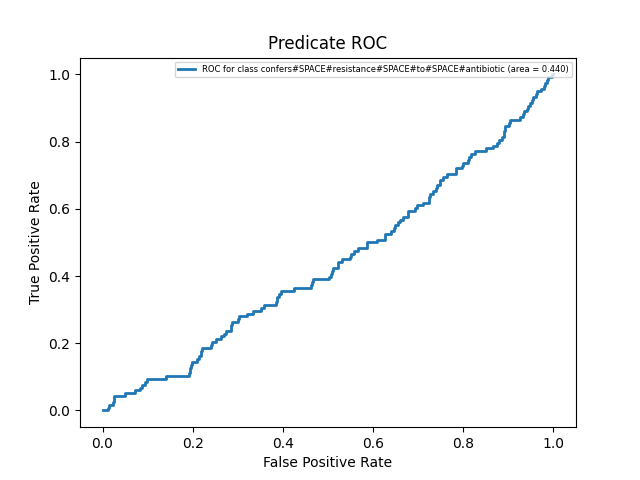 Predicate ROC
ROC for class confers#SPACE#resistance#SPACE#to#SPACE#antibiotic (area = 0.440)
1.0
0.8
0.6
0.4
0.2
0.0
True Positive Rate
0.0 0.2 0.4 0.6 0.8 1.0
False Positive Rate